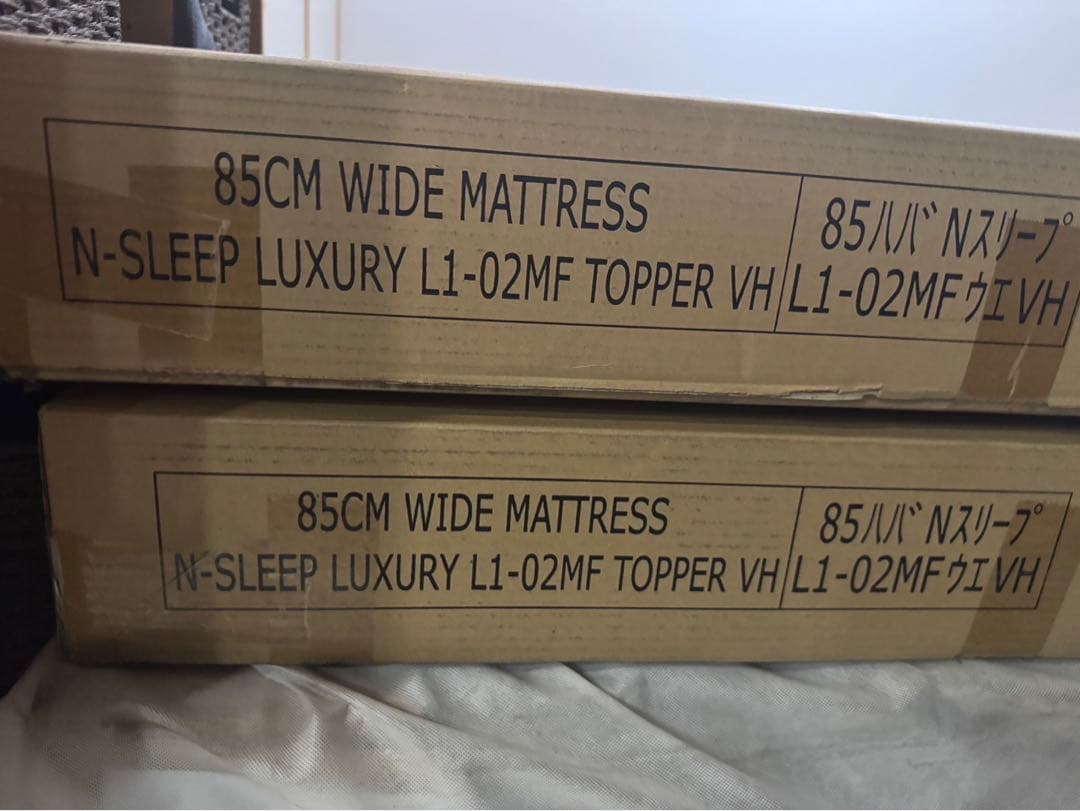 85CM WIDE MATTRESS
N-SLEEP LUXURY L1-02MF TOPPER VH
85ハバ Nスリープ
L1-02MFウエVH
85CM WIDE MATTRESS
N-SLEEP LUXURY L1-02MF TOPPER VH
85ハバ Nスリープ
L1-02MFウエVH